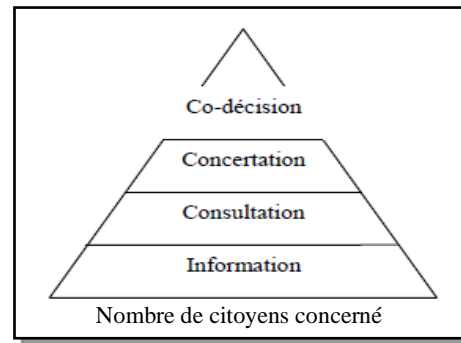 Co-décision
Concertation
Consultation
Information
Nombre de citoyens concerné